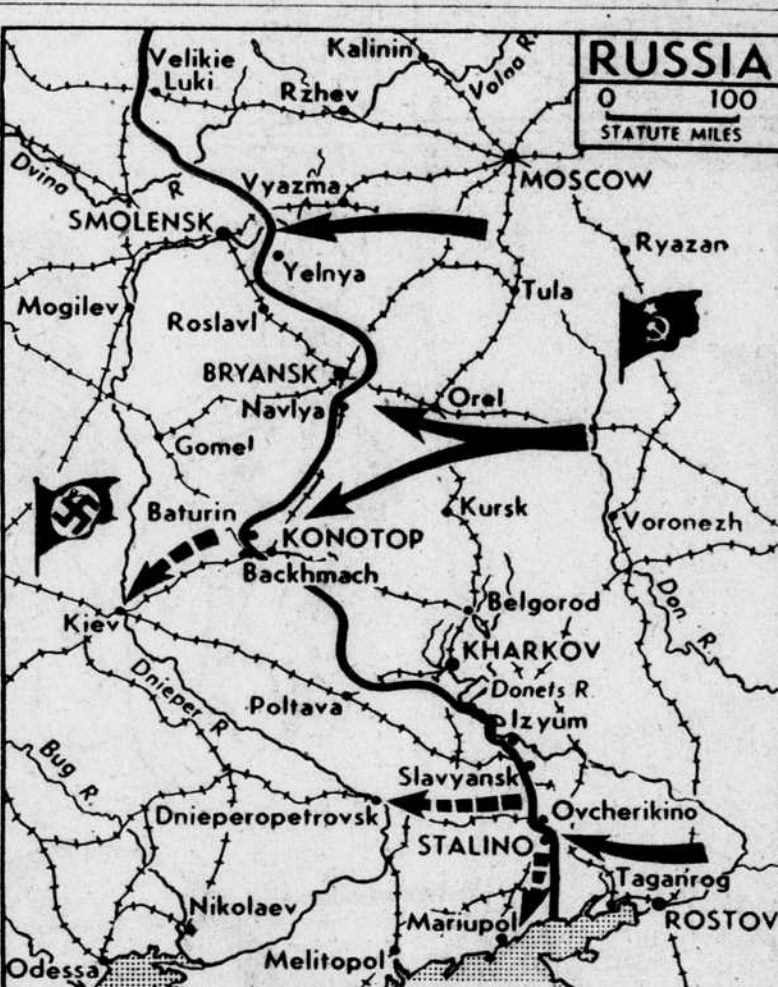 Velikie
Luki
Kalinin
Volna R.
RUSSIA
0 100
STATUTE MILES
Rzhev
Dvina
R
Vyazma
MOSCOW
SMOLENSK
Ryazan
Yelnya
Mogilev
Roslavl
Tula
BRYANSK
Navlya
Orel
Gomel
Baturin
KONOTOP
Kursk
Voronezh
Backhmach
Kiev
Belgorod
Don R.
KHARKOV
Dnieper R
Poltava
Donets R.
Izyum
Bug R.
Slavyansk
Dnieperopetrovsk
Ovcherikino
STALINO
Taganrog
Nikolaev
Mariupol
ROSTOV
Odessa
Melitopol